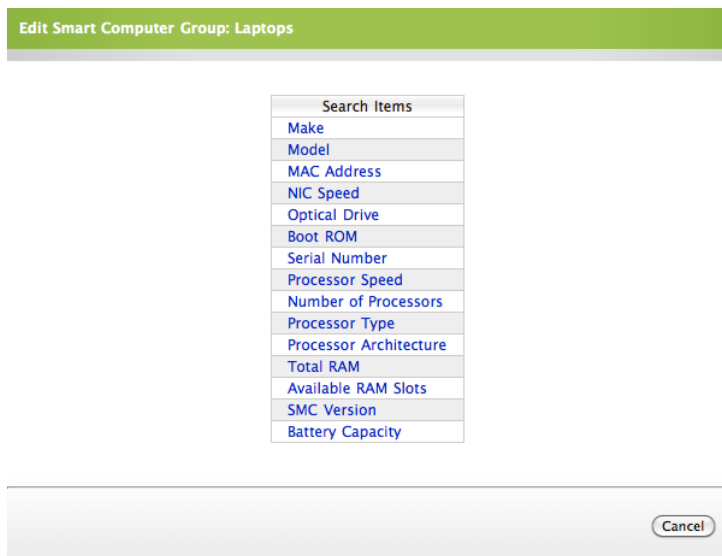 Edit Smart Computer Group: Laptops
Search Items
Make
Model
MAC Address
NIC Speed
Optical Drive
Boot ROM
Serial Number
Processor Speed
Number of Processors
Processor Type
Processor Architecture
Total RAM
Available RAM Slots
SMC Version
Battery Capacity
Cancel